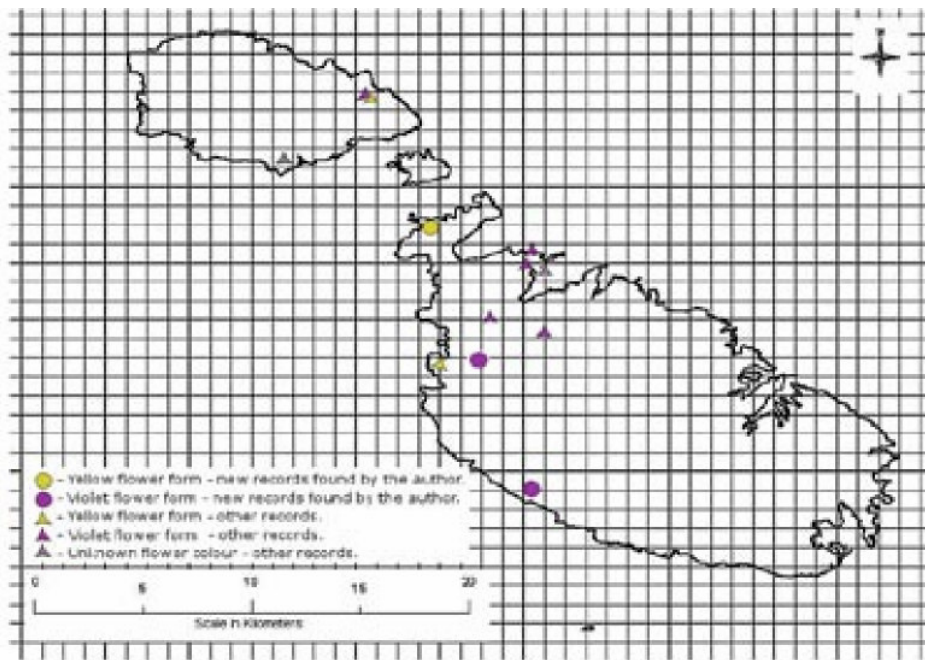 - Yellow flower form - new records found by the author.
- Violet flower form - new records found by the author.
- Yellow flower form - other records.
- Violet flower form - other records.
- Unknown flower colour - other records.
0 5 10 15 20
Scale in Kilometers